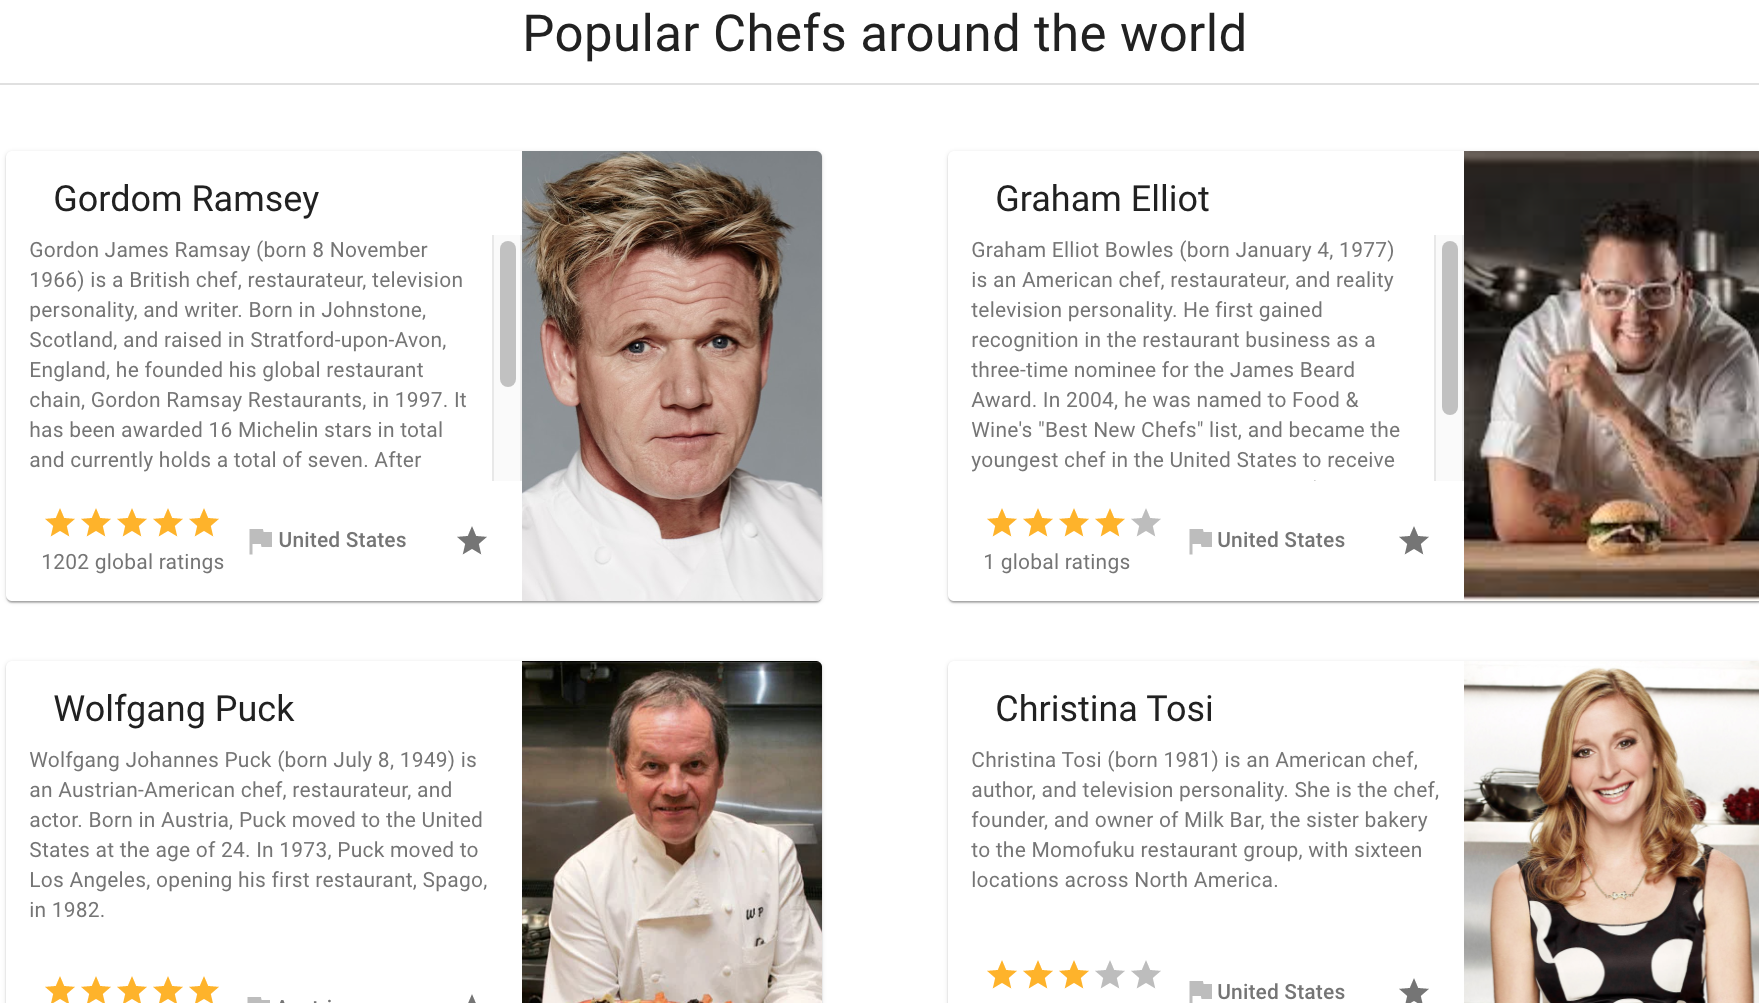 Popular Chefs around the world
Gordom Ramsey
Gordon James Ramsay (born 8 November
1966) is a British chef, restaurateur, television
personality, and writer. Born in Johnstone,
Scotland, and raised in Stratford-upon-Avon,
England, he founded his global restaurant
chain, Gordon Ramsay Restaurants, in 1997. It
has been awarded 16 Michelin stars in total
and currently holds a total of seven. After
1202 global ratings
United States
Graham Elliot
Graham Elliot Bowles (born January 4, 1977)
is an American chef, restaurateur, and reality
television personality. He first gained
recognition in the restaurant business as a
three-time nominee for the James Beard
Award. In 2004, he was named to Food &
Wine's "Best New Chefs" list, and became the
youngest chef in the United States to receive
1 global ratings
United States
Wolfgang Puck
Wolfgang Johannes Puck (born July 8, 1949) is
an Austrian-American chef, restaurateur, and
actor. Born in Austria, Puck moved to the United
States at the age of 24. In 1973, Puck moved to
Los Angeles, opening his first restaurant, Spago,
in 1982.
W P
Christina Tosi
Christina Tosi (born 1981) is an American chef,
author, and television personality. She is the chef,
founder, and owner of Milk Bar, the sister bakery
to the Momofuku restaurant group, with sixteen
locations across North America.
United States